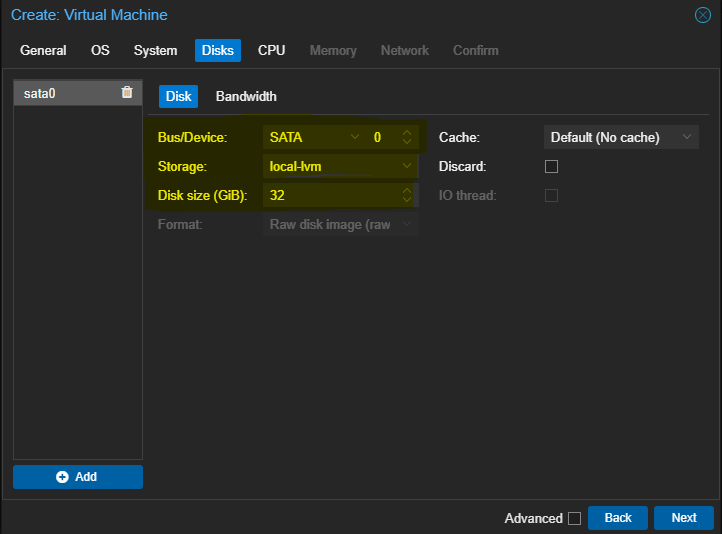 Create: Virtual Machine
General OS System Disks CPU Memory Network Confirm
sata0
Disk Bandwidth
Bus/Device: SATA 0 Cache: Default (No cache)
Storage: local-lvm Discard:
Disk size (GiB): 32 IO thread:
Format: Raw disk image (raw
Add
Advanced Back Next